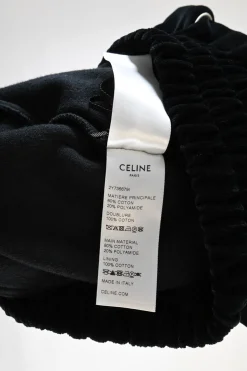 CELINE
PARIS
MATIÈRE PRINCIPALE
80% COTON
20% POLYAMIDE
DOUBLURE
100% COTON
MAIN MATERIAL
80% COTTON
20% POLYAMIDE
LINING
100% COTTON
MADE IN ITALY
CELINE.COM